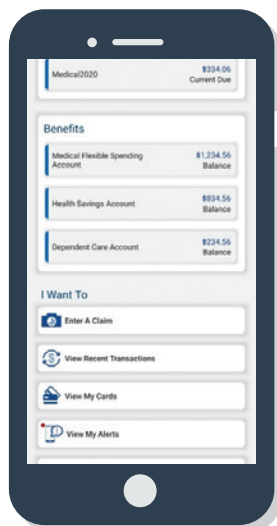 Medical2020
$334.06
Current Due
Benefits
Medical Flexible Spending
Account
$1,234.56
Balance
Health Savings Account
$834.56
Balance
Dependent Care Account
$234.56
Balance
I Want To
Enter A Claim
View Recent Transactions
View My Cards
View My Alerts